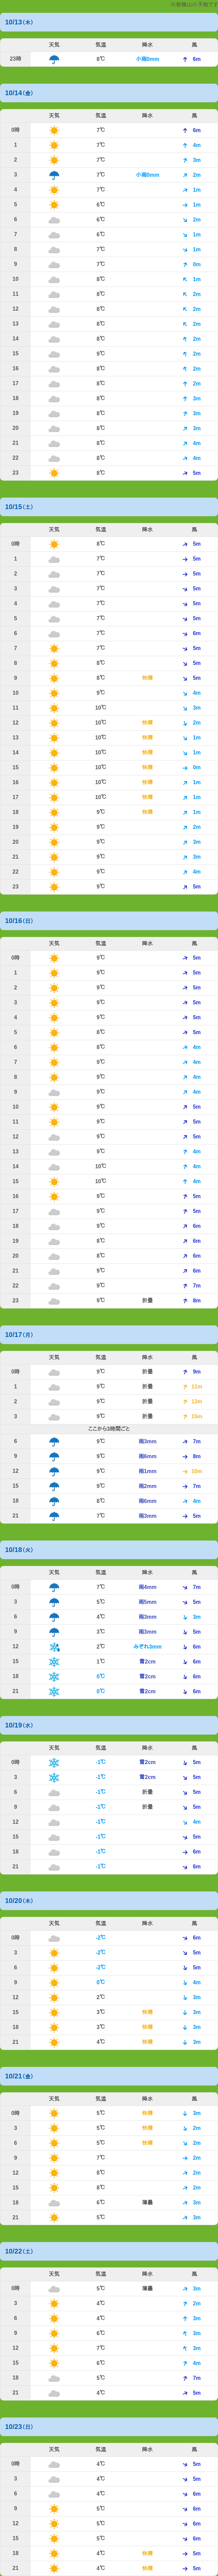 の予報です
10/13(木)
天気 気温 降水 風
23時 8℃ 小雨0mm 6m
10/14(金)
天気 気温 降水 風
0時 7℃ 6m
1 7℃ 4m
2 7℃ 3m
3 7℃ 小雨0mm 2m
4 7℃ 1m
5 6℃ 1m
6 6℃ 2m
7 6℃ 1m
8 7℃ 1m
9 7℃ 0m
10 8℃ 1m
11 8℃ 2m
12 8℃ 2m
13 8℃ 2m
14 8℃ 2m
15 9℃ 2m
16 8℃ 2m
17 8℃ 2m
18 8℃ 3m
19 8℃ 3m
20 8℃ 3m
21 8℃ 4m
22 8℃ 4m
23 8℃ 5m
10/15(土)
天気 気温 降水 風
0時 8℃ 5m
1 7℃ 5m
2 7℃ 5m
3 7℃ 5m
4 7℃ 5m
5 7℃ 5m
6 7℃ 6m
7 7℃ 5m
8 8℃ 5m
9 8℃ 快晴 5m
10 9℃ 4m
11 10℃ 3m
12 10℃ 快晴 2m
13 10℃ 快晴 1m
14 10℃ 快晴 1m
15 10℃ 快晴 0m
16 10℃ 快晴 1m
17 10℃ 快晴 1m
18 9℃ 快晴 1m
19 9℃ 2m
20 9℃ 3m
21 9℃ 3m
22 9℃ 4m
23 9℃ 5m
10/16(日)
天気 気温 降水 風
0時 9℃ 5m
1 9℃ 5m
2 9℃ 5m
3 9℃ 5m
4 9℃ 5m
5 8℃ 5m
6 8℃ 4m
7 9℃ 4m
8 9℃ 4m
9 9℃ 4m
10 9℃ 5m
11 9℃ 5m
12 9℃ 5m
13 9℃ 4m
14 10℃ 4m
15 10℃ 4m
16 9℃ 5m
17 9℃ 5m
18 9℃ 6m
19 8℃ 6m
20 8℃ 6m
21 9℃ 6m
22 9℃ 7m
23 9℃ 折曇 8m
10/17(月)
天気 気温 降水 風
0時 9℃ 折曇 9m
1 9℃ 折曇 11m
2 9℃ 折曇 13m
3 9℃ 折曇 15m
ここから3時間ごと
6 9℃ 雨3mm 7m
9 9℃ 雨6mm 8m
12 9℃ 雨1mm 10m
15 9℃ 雨2mm 7m
18 8℃ 雨6mm 4m
21 7℃ 雨3mm 5m
10/18(火)
天気 気温 降水 風
0時 7℃ 雨4mm 7m
3 5℃ 雨5mm 5m
6 4℃ 雨3mm 3m
9 3℃ 雨3mm 5m
12 2℃ みぞれ3mm 6m
15 1℃ 雪2cm 6m
18 0℃ 雪2cm 6m
21 0℃ 雪2cm 6m
10/19(水)
天気 気温 降水 風
0時 -1℃ 雪2cm 5m
3 -1℃ 雪2cm 5m
6 -1℃ 折曇 5m
9 -1℃ 折曇 5m
12 -1℃ 4m
15 -1℃ 5m
18 -1℃ 6m
21 -1℃ 6m
10/20(木)
天気 気温 降水 風
0時 -2℃ 6m
3 -2℃ 5m
6 -2℃ 5m
9 0℃ 4m
12 2℃ 3m
15 3℃ 快晴 3m
18 3℃ 快晴 3m
21 4℃ 快晴 3m
10/21(金)
天気 気温 降水 風
0時 5℃ 快晴 3m
3 5℃ 快晴 2m
6 5℃ 快晴 2m
9 7℃ 2m
12 8℃ 2m
15 8℃ 2m
18 6℃ 薄曇 3m
21 5℃ 3m
10/22(土)
天気 気温 降水 風
0時 5℃ 薄曇 3m
3 4℃ 2m
6 4℃ 3m
9 6℃ 3m
12 7℃ 3m
15 6℃ 4m
18 5℃ 7m
21 4℃ 5m
10/23(日)
天気 気温 降水 風
0時 4℃ 5m
3 4℃ 5m
6 4℃ 6m
9 5℃ 6m
12 5℃ 6m
15 5℃ 6m
18 4℃ 快晴 5m
21 4℃ 快晴 5m